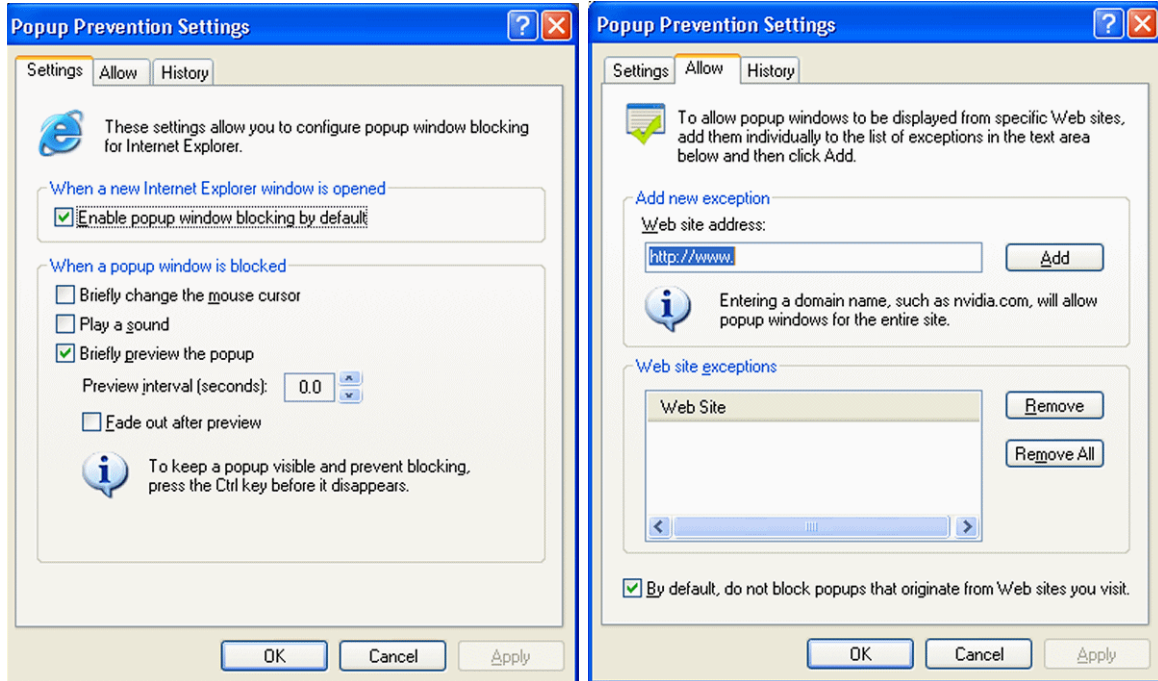 Popup Prevention Settings
Settings
Allow
History
These settings allow you to configure popup window blocking
for Internet Explorer.
When a new Internet Explorer window is opened
Enable popup window blocking by default
When a popup window is blocked
Briefly change the mouse cursor
Play a sound
Briefly preview the popup
Preview interval (seconds): 0.0
Fade out after preview
To keep a popup visible and prevent blocking,
press the Ctrl key before it disappears.
OK
Cancel
Apply
Popup Prevention Settings
Settings
Allow
History
To allow popup windows to be displayed from specific Web sites,
add them individually to the list of exceptions in the text area
below and then click Add.
Add new exception
Web site address:
http://www.
Add
Entering a domain name, such as nvidia.com, will allow
popup windows for the entire site.
Web site exceptions
Web Site
Remove
Remove All
By default, do not block popups that originate from Web sites you visit.
OK
Cancel
Apply